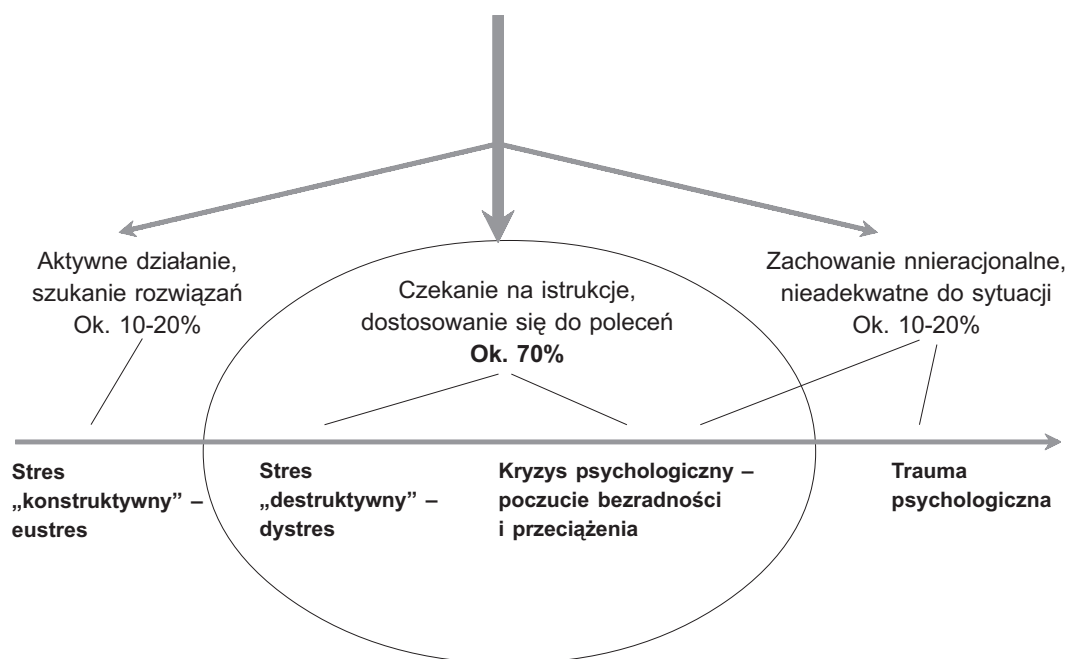 Aktywne działanie,
szukanie rozwiązań
Ok. 10-20%
Czekanie na istrukcje,
dostosowanie się do poleceń
Ok. 70%
Zachowanie nnieracjonalne,
nieadekwatne do sytuacji
Ok. 10-20%
Stres
„konstruktywny” –
eustres
Stres
„destruktywny” –
dystres
Kryzys psychologiczny –
poczucie bezradności
i przeciążenia
Trauma
psychologiczna